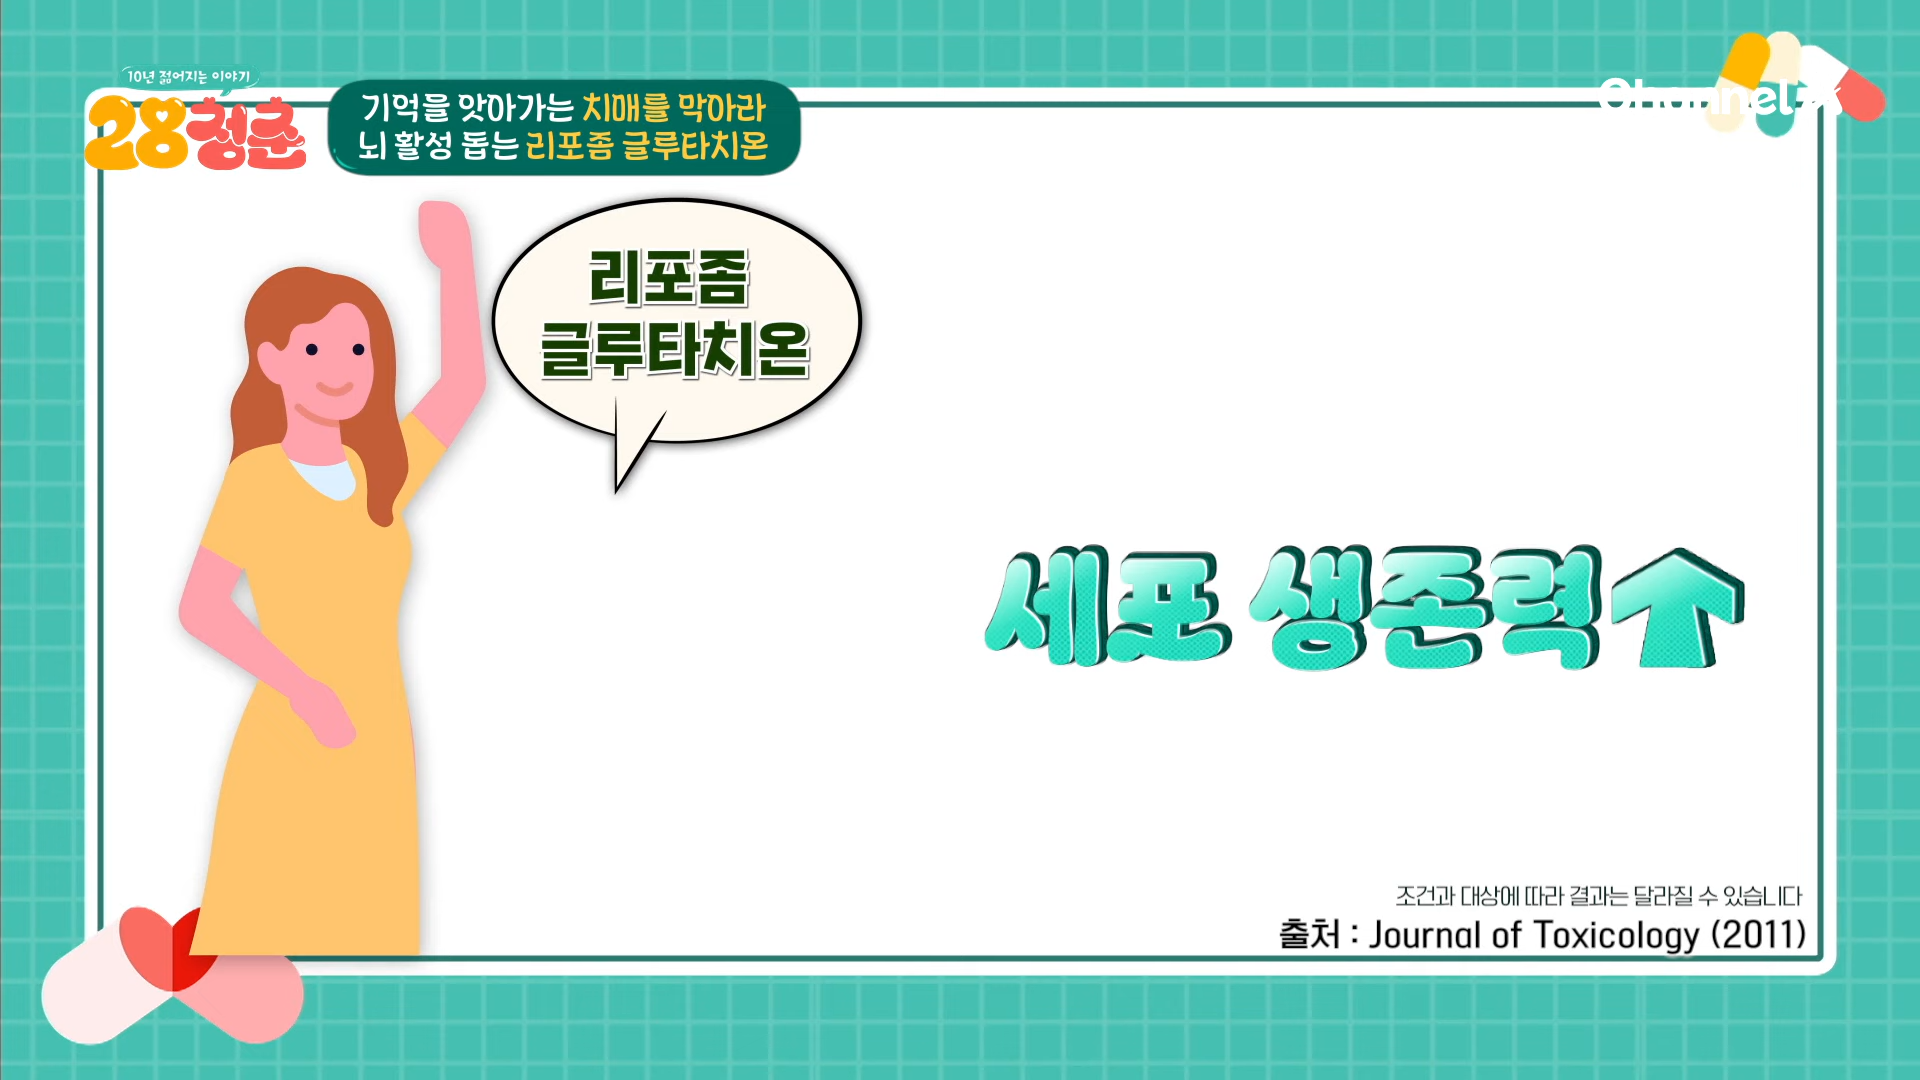 10년 젊어지는 이야기
28청춘
기억을 앗아가는 치매를 막아라
뇌 활성 돕는 리포좀 글루타치온
Channel A
리포좀
글루타치온
세포 생존력↑
조건과 대상에 따라 결과는 달라질 수 있습니다
출처 : Journal of Toxicology (2011)